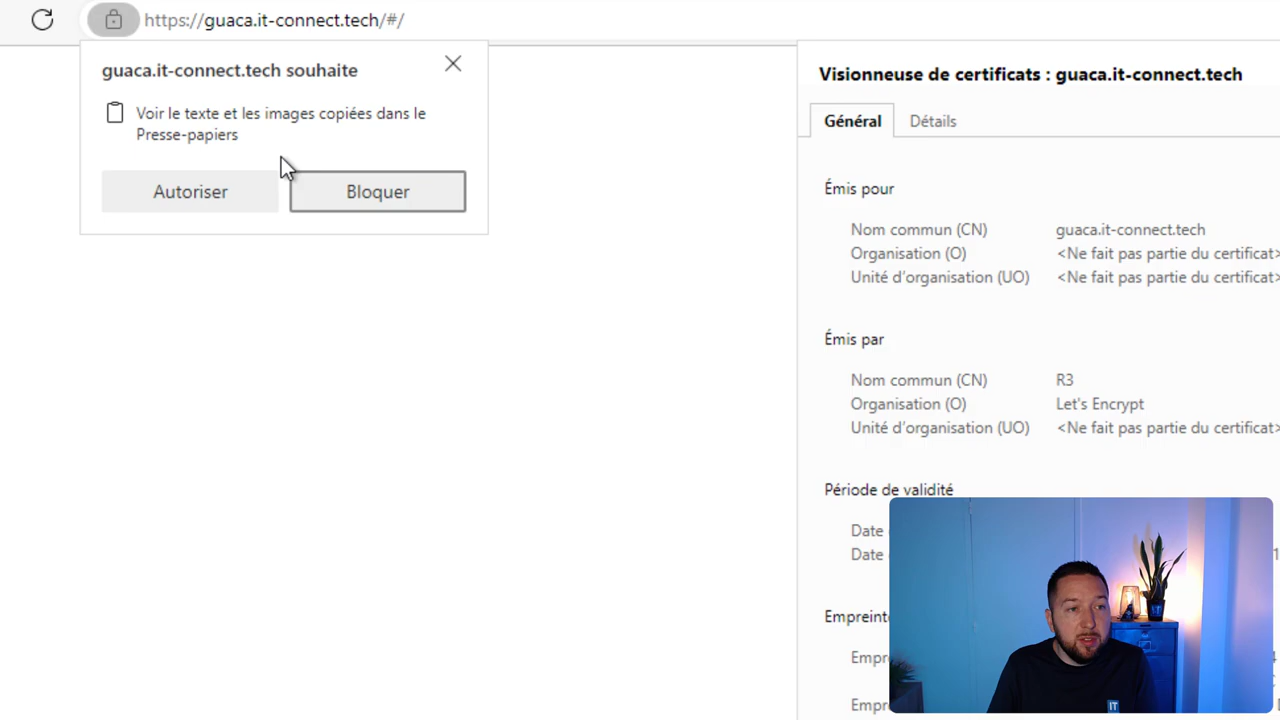 https://guaca.it-connect.tech/#/
guaca.it-connect.tech souhaite
Voir le texte et les images copiées dans le
Presse-papiers
Autoriser
Bloquer
Visionneuse de certificats : guaca.it-connect.tech
Général
Détails
Émis pour
Nom commun (CN) guaca.it-connect.tech
Organisation (O) <Ne fait pas partie du certificat>
Unité d'organisation (UO) <Ne fait pas partie du certificat>
Émis par
Nom commun (CN) R3
Organisation (O) Let's Encrypt
Unité d'organisation (UO) <Ne fait pas partie du certificat>
Période de validité
Date
Date
IT